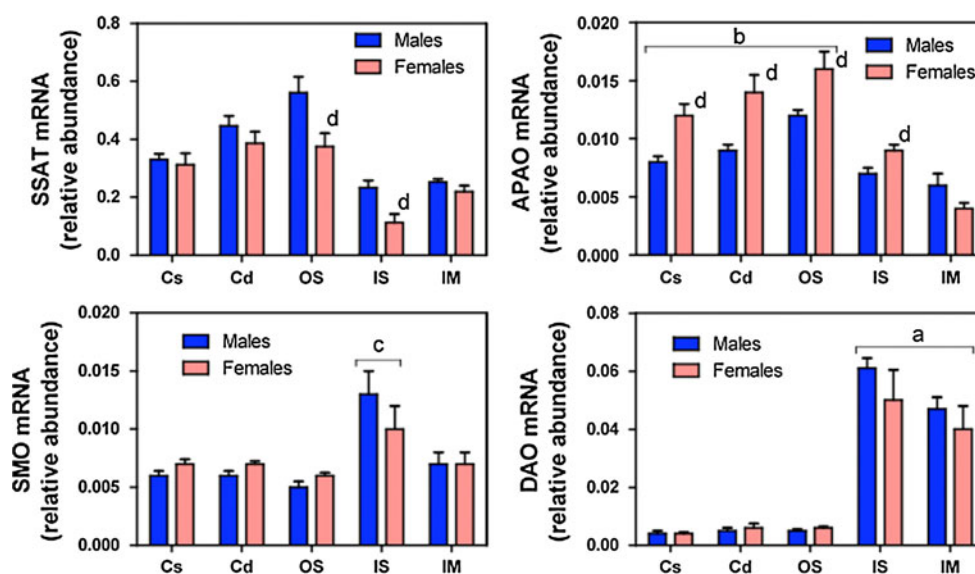 SSAT mRNA
(relative abundance)
0.8
0.6
0.4
0.2
0.0
Males
Females
d
d
Cs Cd OS IS IM
APAO mRNA
(relative abundance)
0.020
0.015
0.010
0.005
0.000
b
Males
Females
d
d
d
d
Cs Cd OS IS IM
SMO mRNA
(relative abundance)
0.020
0.015
0.010
0.005
0.000
Males
Females
c
Cs Cd OS IS IM
DAO mRNA
(relative abundance)
0.08
0.06
0.04
0.02
0.00
Males
Females
a
Cs Cd OS IS IM